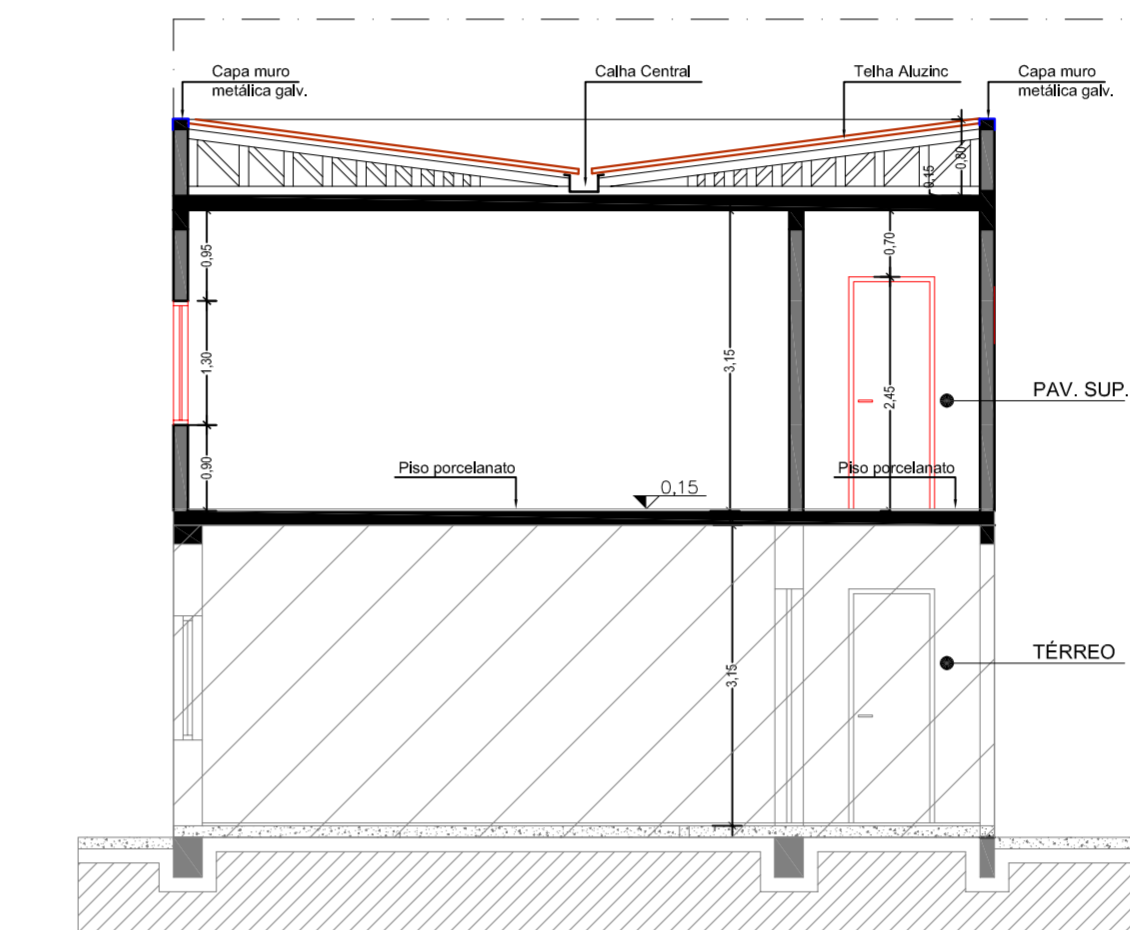 Capa muro
metálica galv.
Calha Central
Telha Aluzinc
Capa muro
metálica galv.
0,80
0,15
0,95
0,70
1,30
3,15
2,45
PAV. SUP.
0,90
Piso porcelanato
0,15
Piso porcelanato
3,15
TÉRREO